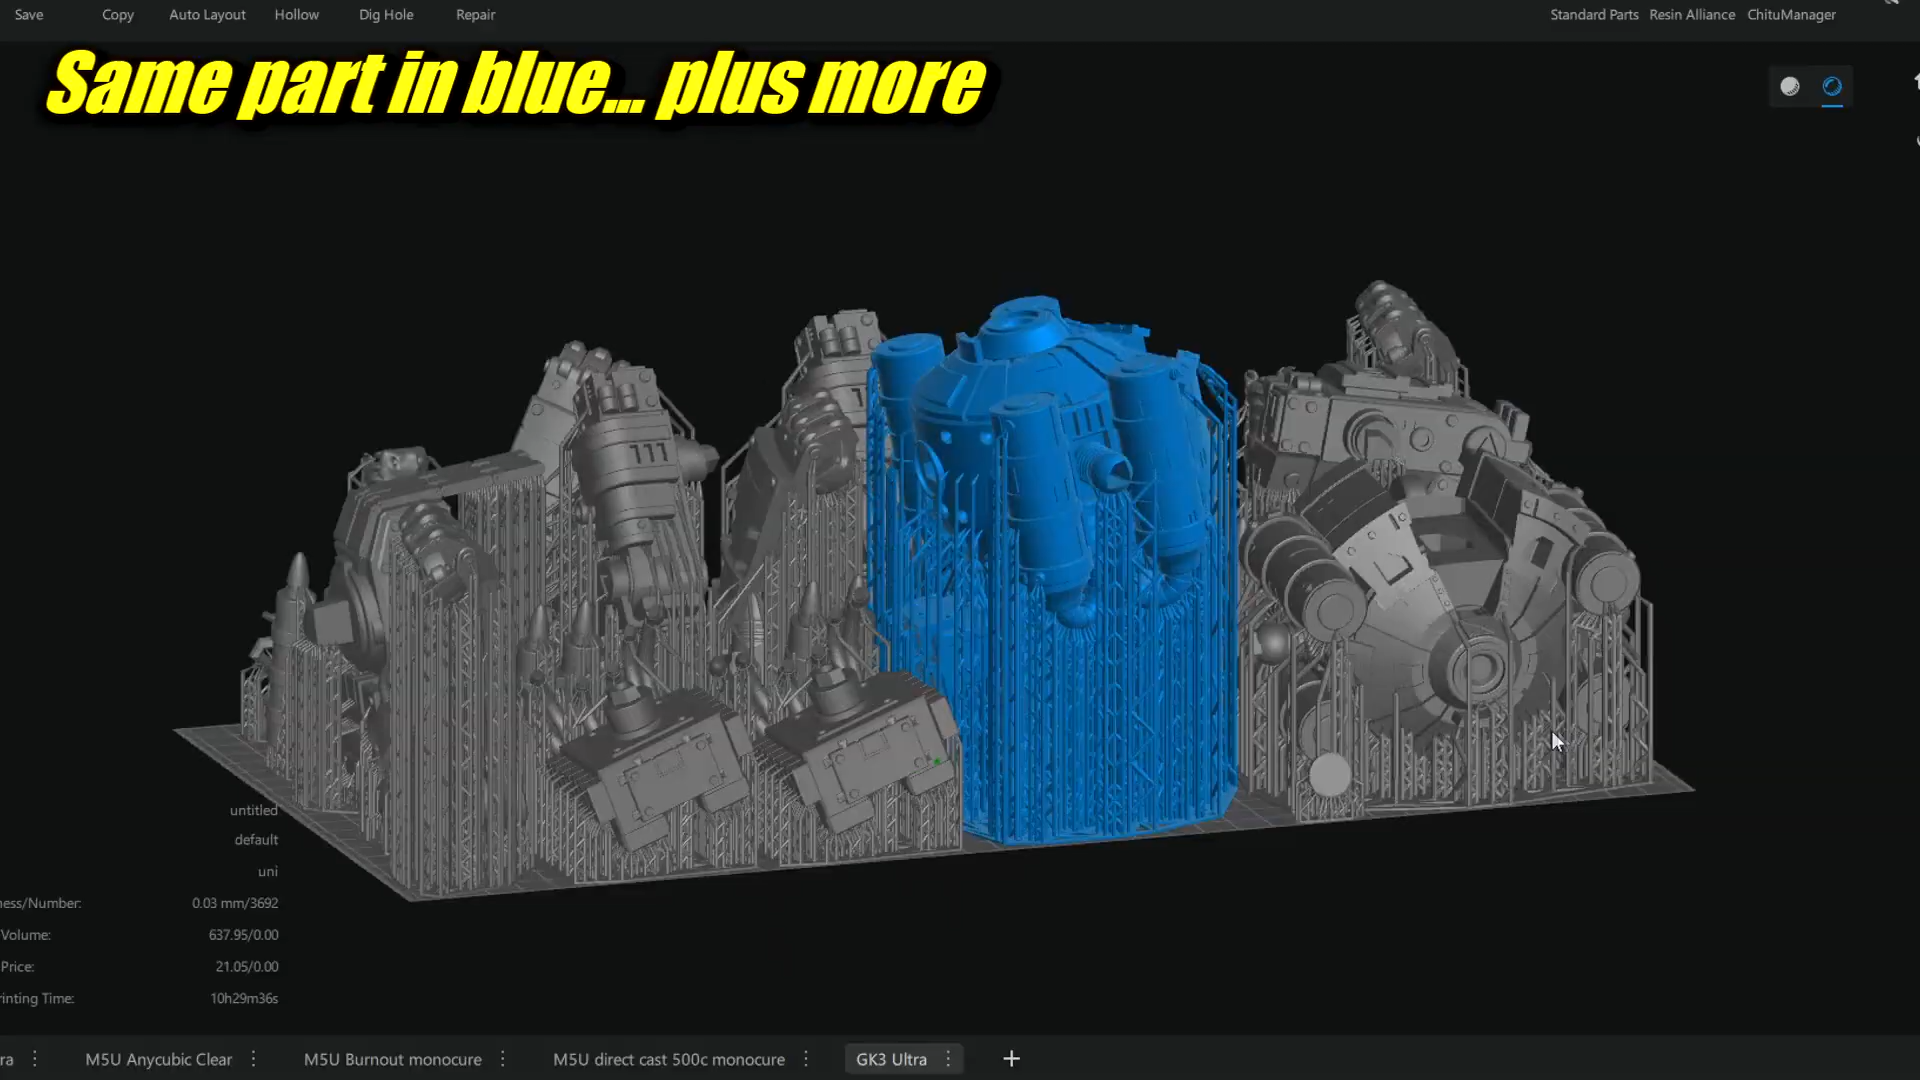 Save Copy Auto Layout Hollow Dig Hole Repair Standard Parts Resin Alliance ChituManager
Same part in blue... plus more
111
untitled
default
uni
ess/Number: 0.03 mm/3692
Volume: 637.95/0.00
Price: 21.05/0.00
rinting Time: 10h29m36s
ra M5U Anycubic Clear M5U Burnout monocure M5U direct cast 500c monocure GK3 Ultra +